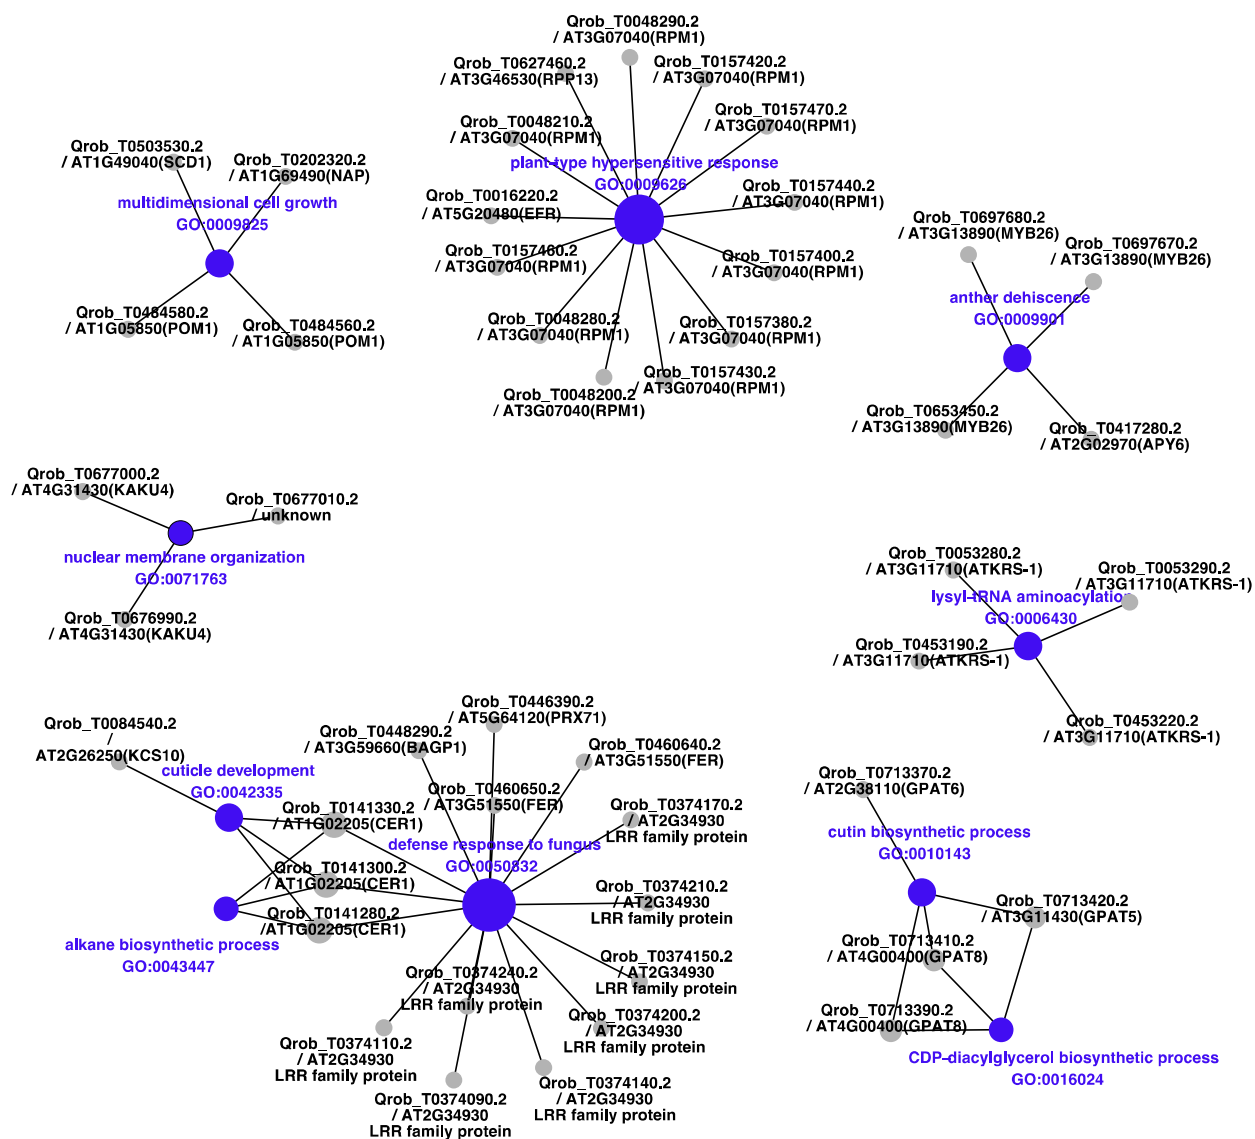 Qrob_T0048290.2
/ AT3G07040(RPM1)
Qrob_T0627460.2
/ AT3G46530(RPP13)
Qrob_T0157420.2
/ AT3G07040(RPM1)
Qrob_T0048210.2
/ AT3G07040(RPM1)
Qrob_T0157470.2
/ AT3G07040(RPM1)
plant-type hypersensitive response
GO:0009626
Qrob_T0016220.2
/ AT5G20480(EFR)
Qrob_T0157440.2
/ AT3G07040(RPM1)
Qrob_T0157460.2
/ AT3G07040(RPM1)
Qrob_T0157400.2
/ AT3G07040(RPM1)
Qrob_T0048280.2
/ AT3G07040(RPM1)
Qrob_T0157380.2
/ AT3G07040(RPM1)
Qrob_T0048200.2
/ AT3G07040(RPM1)
Qrob_T0157430.2
/ AT3G07040(RPM1)
Qrob_T0503530.2
/ AT1G49040(SCD1)
Qrob_T0202320.2
/ AT1G69490(NAP)
multidimensional cell growth
GO:0009825
Qrob_T0484580.2
/ AT1G05850(POM1)
Qrob_T0484560.2
/ AT1G05850(POM1)
Qrob_T0697680.2
/ AT3G13890(MYB26)
Qrob_T0697670.2
/ AT3G13890(MYB26)
anther dehiscence
GO:0009901
Qrob_T0653450.2
/ AT3G13890(MYB26)
Qrob_T0417280.2
/ AT2G02970(APY6)
Qrob_T0677000.2
/ AT4G31430(KAKU4)
Qrob_T0677010.2
/ unknown
nuclear membrane organization
GO:0071763
Qrob_T0676990.2
/ AT4G31430(KAKU4)
Qrob_T0053280.2
/ AT3G11710(ATKRS-1)
Qrob_T0053290.2
/ AT3G11710(ATKRS-1)
lysyl-tRNA aminoacylation
GO:0006430
Qrob_T0453190.2
/ AT3G11710(ATKRS-1)
Qrob_T0453220.2
/ AT3G11710(ATKRS-1)
Qrob_T0084540.2
/
AT2G26250(KCS10)
cuticle development
GO:0042335
Qrob_T0141330.2
/ AT1G02205(CER1)
Qrob_T0141300.2
/ AT1G02205(CER1)
Qrob_T0141280.2
/ AT1G02205(CER1)
alkane biosynthetic process
GO:0043447
Qrob_T0446390.2
/ AT5G64120(PRX71)
Qrob_T0448290.2
/ AT3G59660(BAGP1)
Qrob_T0460640.2
/ AT3G51550(FER)
Qrob_T0460650.2
/ AT3G51550(FER)
Qrob_T0374170.2
/ AT2G34930
LRR family protein
defense response to fungus
GO:0050832
Qrob_T0374210.2
/ AT2G34930
LRR family protein
Qrob_T0374150.2
/ AT2G34930
LRR family protein
Qrob_T0374240.2
/ AT2G34930
LRR family protein
Qrob_T0374200.2
/ AT2G34930
LRR family protein
Qrob_T0374110.2
/ AT2G34930
LRR family protein
Qrob_T0374140.2
/ AT2G34930
LRR family protein
Qrob_T0374090.2
/ AT2G34930
LRR family protein
Qrob_T0713370.2
/ AT2G38110(GPAT6)
cutin biosynthetic process
GO:0010143
Qrob_T0713420.2
/ AT3G11430(GPAT5)
Qrob_T0713410.2
/ AT4G00400(GPAT8)
Qrob_T0713390.2
/ AT4G00400(GPAT8)
CDP-diacylglycerol biosynthetic process
GO:0016024